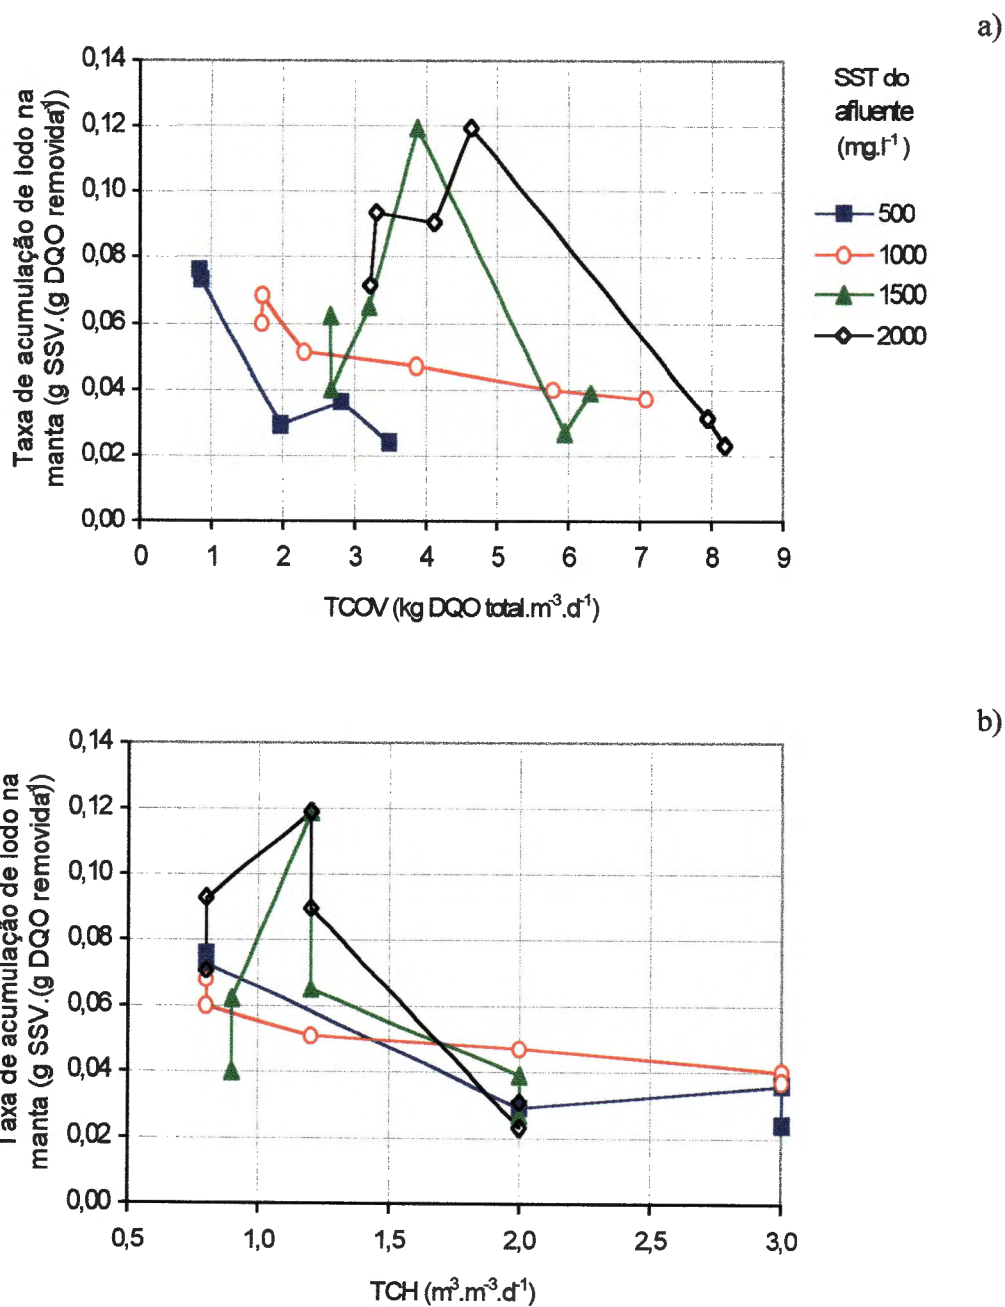 a)
0,14
0,12
0,10
0,08
0,06
0,04
0,02
0,00
Taxa de acumulação de lodo na
manta (g SSV.(g DQO removida⁻¹))
0 1 2 3 4 5 6 7 8 9
TCOV (kg DQO total.m⁻³.d⁻¹)
SST do
afluente
(mg.l⁻¹)
500
1000
1500
2000
b)
0,14
0,12
0,10
0,08
0,06
0,04
0,02
0,00
Taxa de acumulação de lodo na
manta (g SSV.(g DQO removida⁻¹))
0,5 1,0 1,5 2,0 2,5 3,0
TCH (m³.m⁻³.d⁻¹)